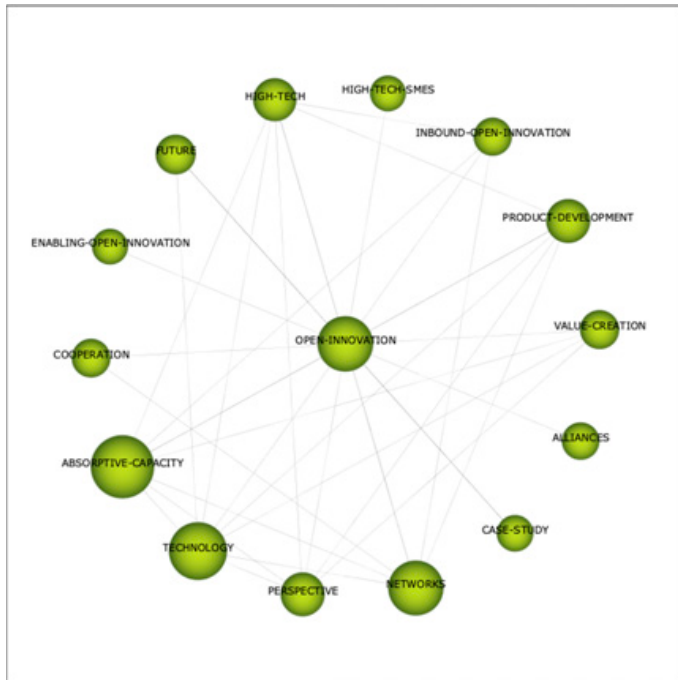 HIGH-TECH-SMES
HIGH-TECH
INBOUND-OPEN-INNOVATION
FUTURE
PRODUCT-DEVELOPMENT
ENABLING-OPEN-INNOVATION
VALUE-CREATION
OPEN-INNOVATION
COOPERATION
ALLIANCES
ABSORPTIVE-CAPACITY
CASE-STUDY
TECHNOLOGY
NETWORKS
PERSPECTIVE